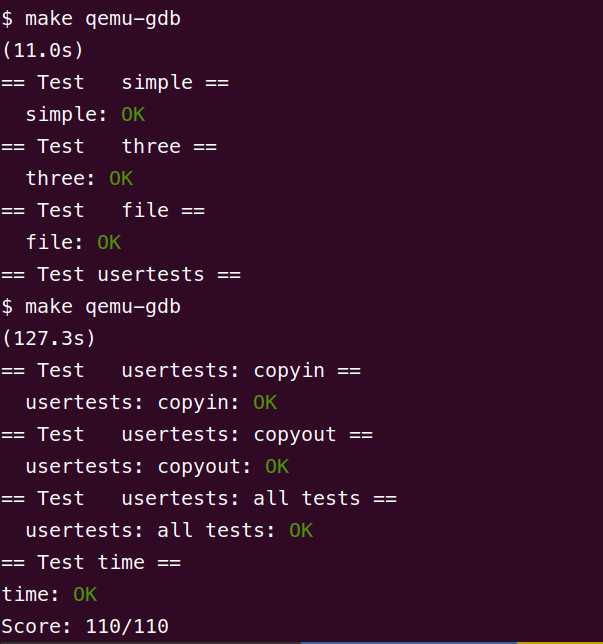 $ make qemu-gdb
(11.0s)
== Test   simple ==
  simple: OK
== Test   three ==
  three: OK
== Test   file ==
  file: OK
== Test usertests ==
$ make qemu-gdb
(127.3s)
== Test   usertests: copyin ==
  usertests: copyin: OK
== Test   usertests: copyout ==
  usertests: copyout: OK
== Test   usertests: all tests ==
  usertests: all tests: OK
== Test time ==
time: OK
Score: 110/110